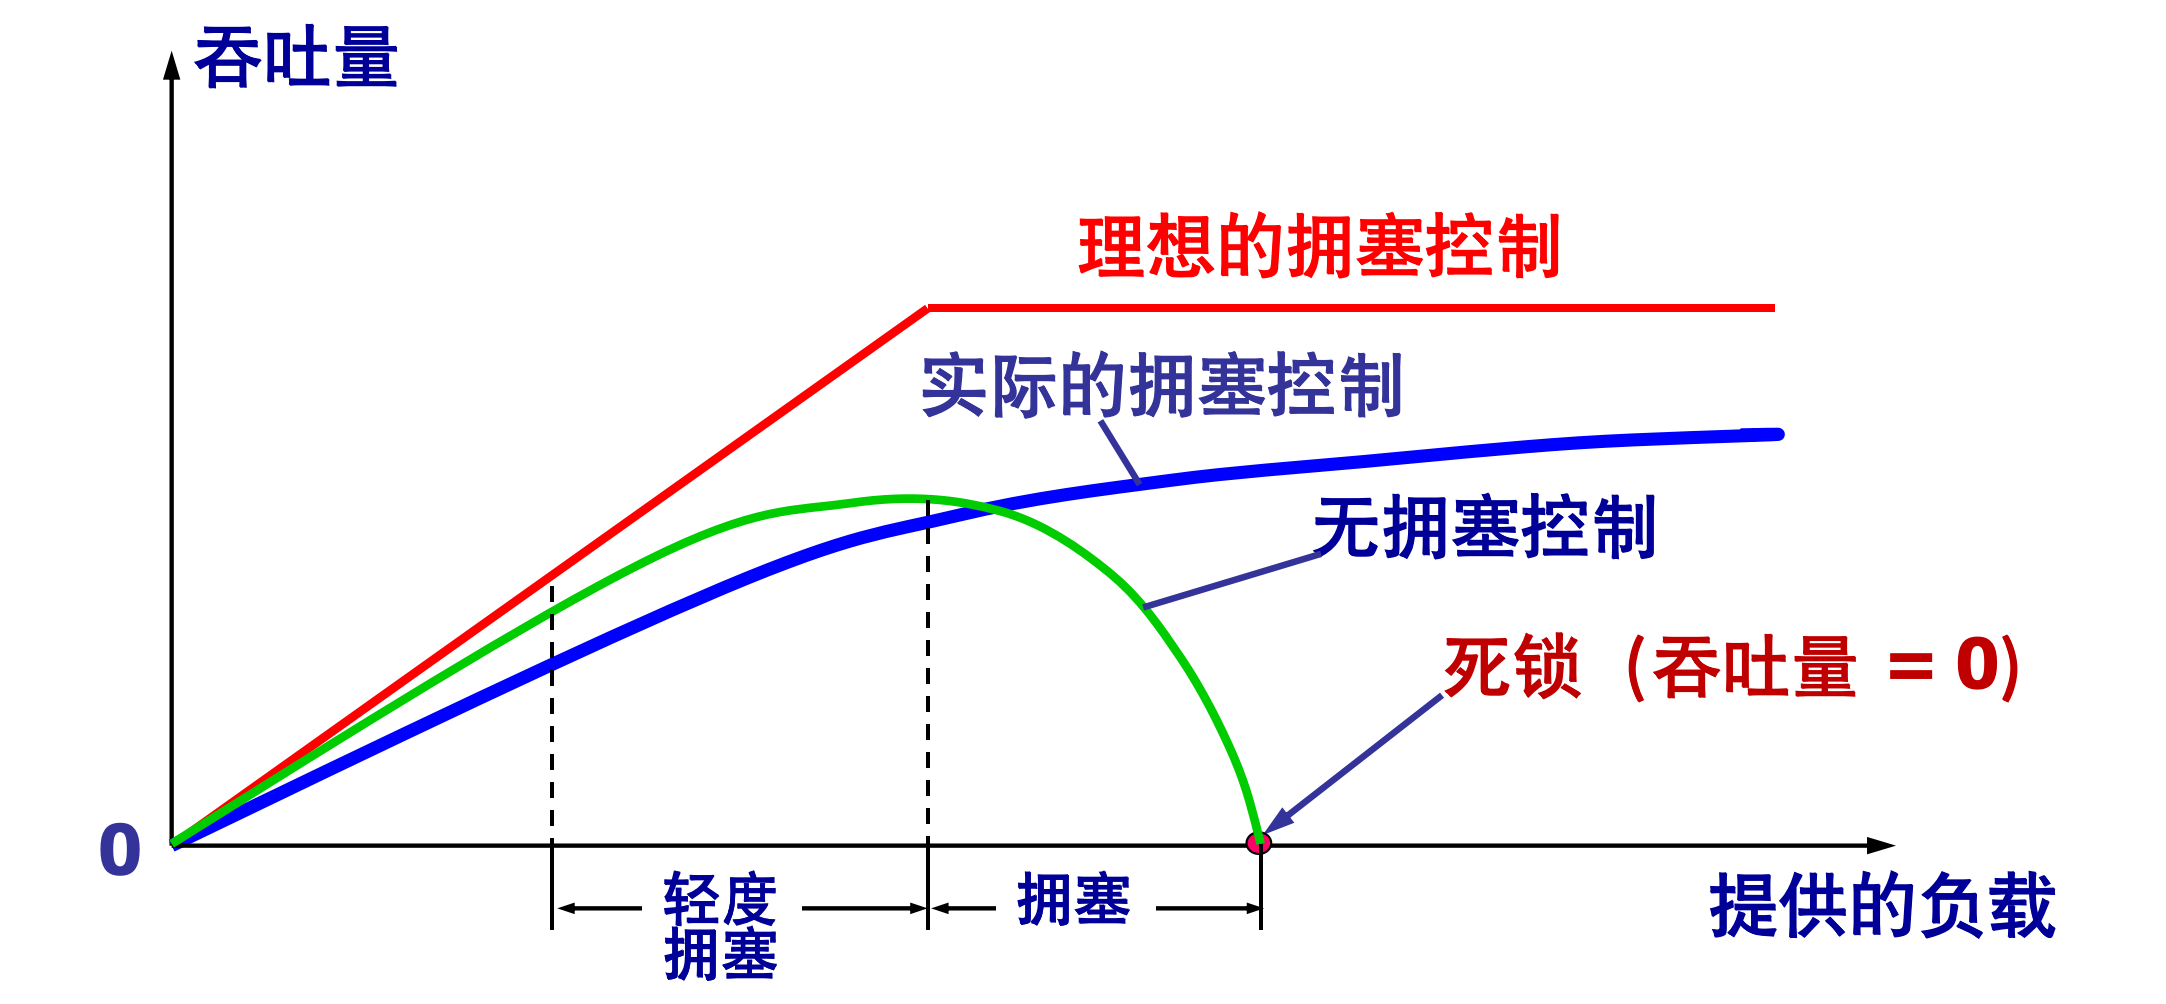 吞吐量
理想的拥塞控制
实际的拥塞控制
无拥塞控制
死锁（吞吐量 = 0）
0
轻度
拥塞
拥塞
提供的负载